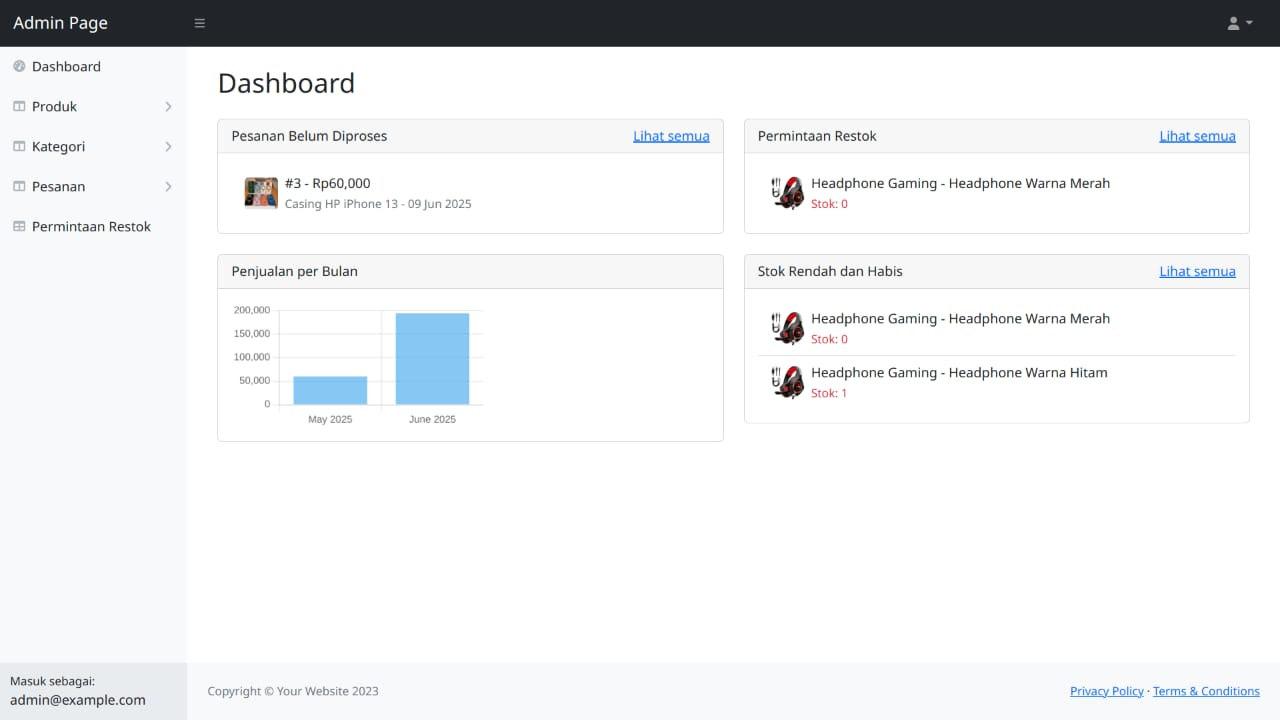 Admin Page
Dashboard
Produk
Kategori
Pesanan
Permintaan Restok
Masuk sebagai:
admin@example.com
Dashboard
Pesanan Belum Diproses Lihat semua
#3 - Rp60,000
Casing HP iPhone 13 - 09 Jun 2025
Permintaan Restok Lihat semua
Headphone Gaming - Headphone Warna Merah
Stok: 0
Penjualan per Bulan
200,000
150,000
100,000
50,000
0
May 2025 June 2025
Stok Rendah dan Habis Lihat semua
Headphone Gaming - Headphone Warna Merah
Stok: 0
Headphone Gaming - Headphone Warna Hitam
Stok: 1
Copyright © Your Website 2023
Privacy Policy · Terms & Conditions